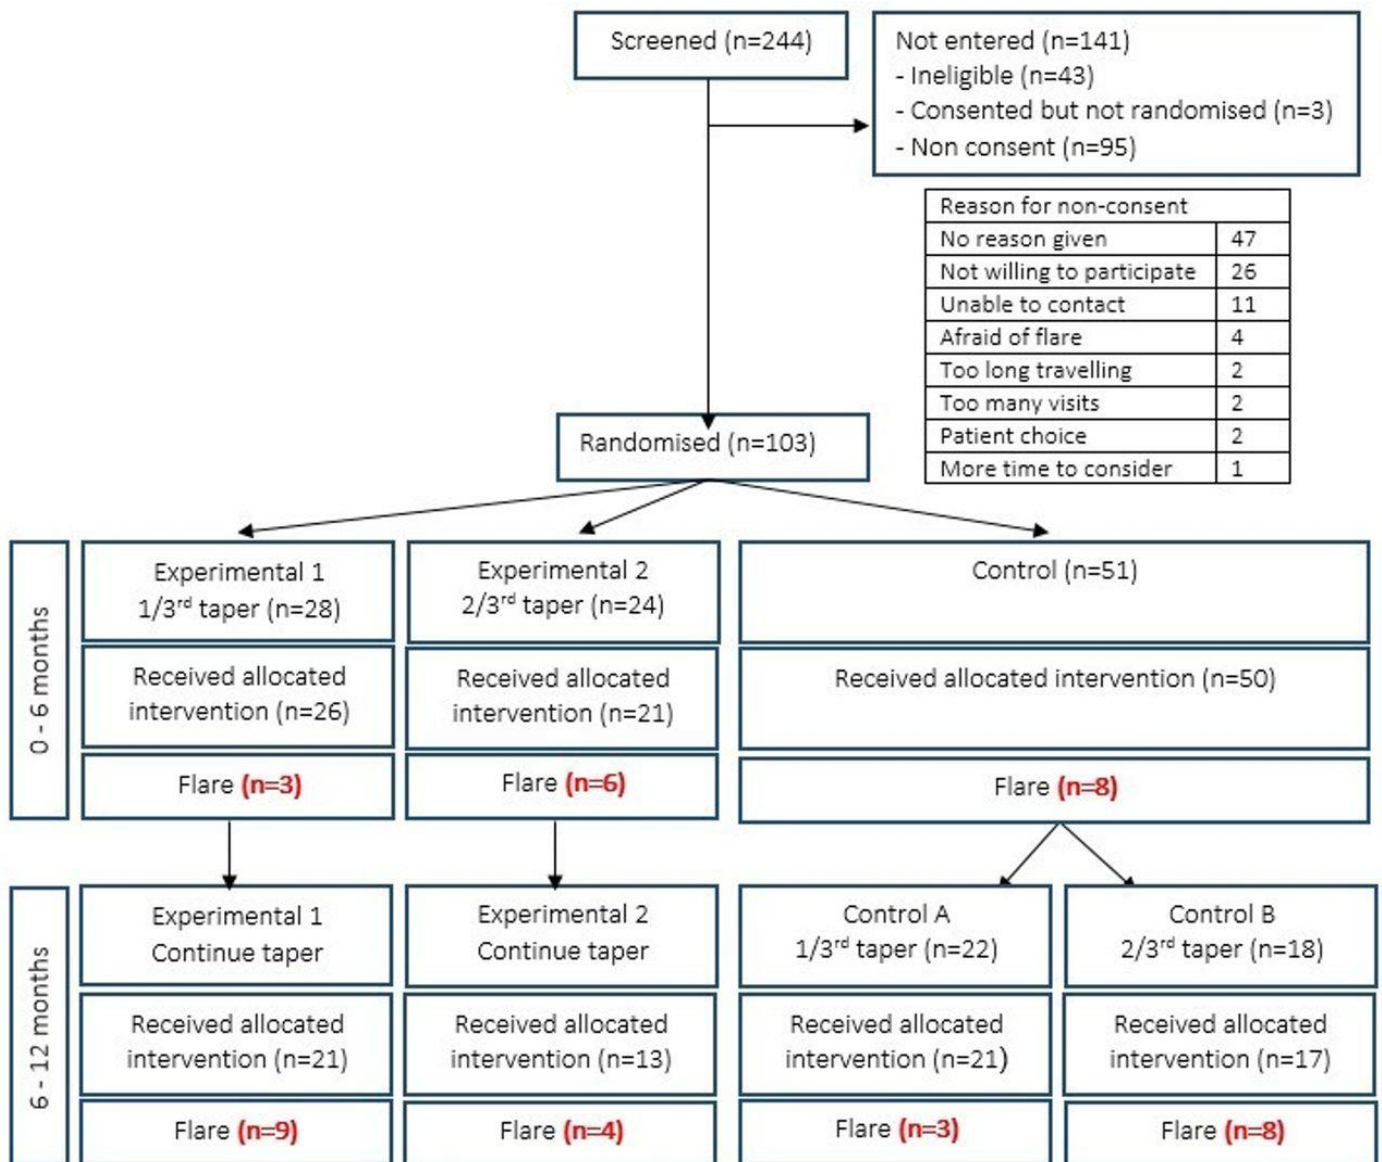 Screened (n=244)
Not entered (n=141)
- Ineligible (n=43)
- Consented but not randomised (n=3)
- Non consent (n=95)
Reason for non-consent
No reason given 47
Not willing to participate 26
Unable to contact 11
Afraid of flare 4
Too long travelling 2
Too many visits 2
Patient choice 2
More time to consider 1
Randomised (n=103)
0 - 6 months
Experimental 1
1/3rd taper (n=28)
Received allocated
intervention (n=26)
Flare (n=3)
Experimental 2
2/3rd taper (n=24)
Received allocated
intervention (n=21)
Flare (n=6)
Control (n=51)
Received allocated intervention (n=50)
Flare (n=8)
6 - 12 months
Experimental 1
Continue taper
Received allocated
intervention (n=21)
Flare (n=9)
Experimental 2
Continue taper
Received allocated
intervention (n=13)
Flare (n=4)
Control A
1/3rd taper (n=22)
Received allocated
intervention (n=21)
Flare (n=3)
Control B
2/3rd taper (n=18)
Received allocated
intervention (n=17)
Flare (n=8)